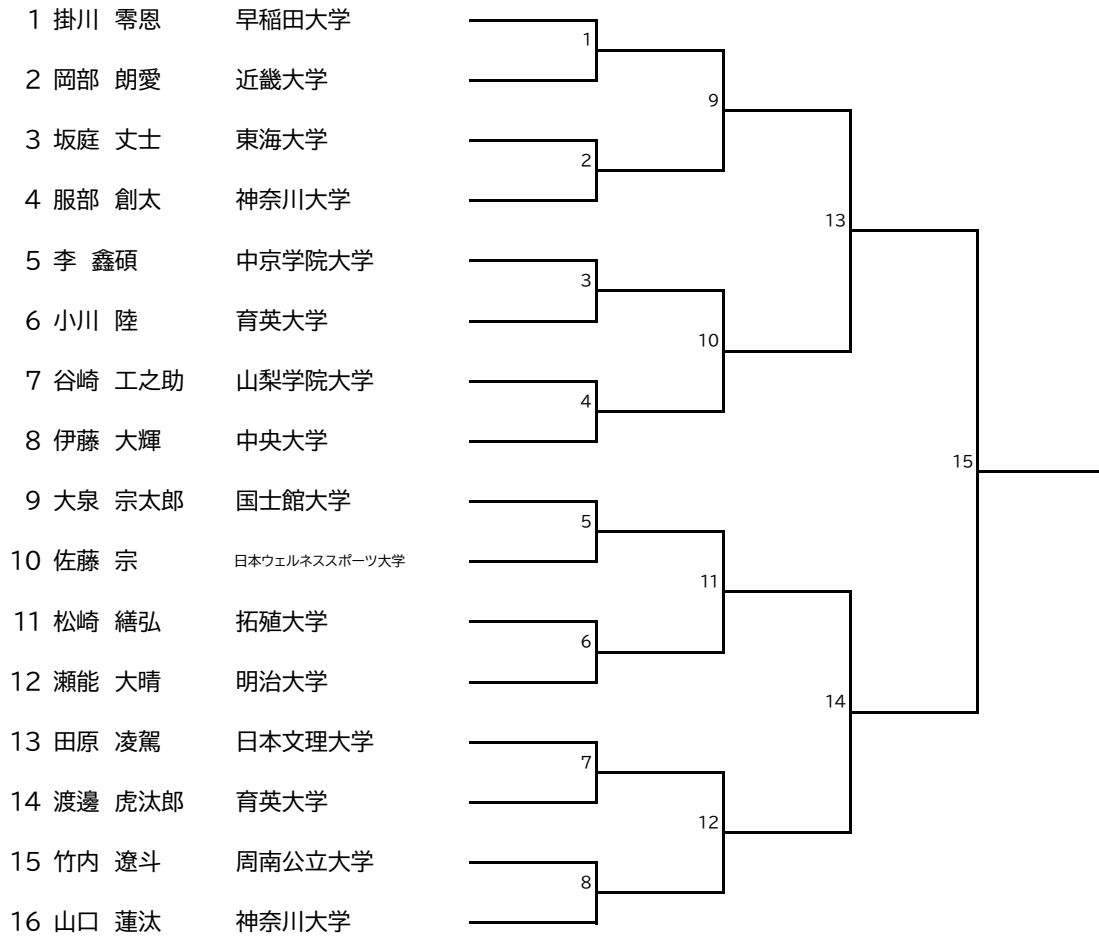 1 掛川 零恩 早稲田大学
1
2 岡部 朗愛 近畿大学
9
3 坂庭 丈士 東海大学
2
4 服部 創太 神奈川大学
13
5 李 鑫碩 中京学院大学
3
6 小川 陸 育英大学
10
7 谷崎 工之助 山梨学院大学
4
8 伊藤 大輝 中央大学
15
9 大泉 宗太郎 国士館大学
5
10 佐藤 宗 日本ウェルネススポーツ大学
11
11 松崎 繕弘 拓殖大学
6
12 瀬能 大晴 明治大学
14
13 田原 凌駕 日本文理大学
7
14 渡邊 虎汰郎 育英大学
12
15 竹内 遼斗 周南公立大学
8
16 山口 蓮汰 神奈川大学